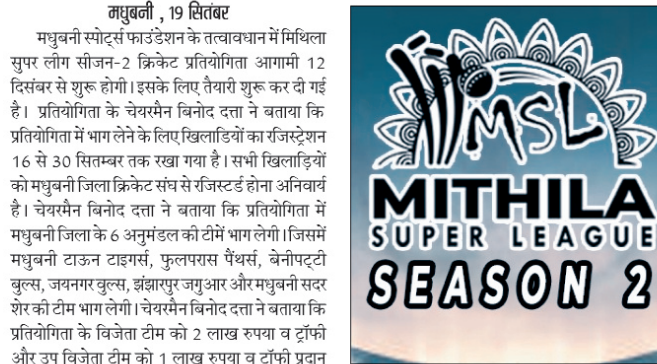 मधुबनी , 19 सितंबर
मधुबनी स्पोर्ट्स फाउंडेशन के तत्वावधान में मिथिला
सुपर लीग सीजन-2 क्रिकेट प्रतियोगिता आगामी 12
दिसंबर से शुरू होगी। इसके लिए तैयारी शुरू कर दी गई
है। प्रतियोगिता के चेयरमैन बिनोद दत्ता ने बताया कि
प्रतियोगिता में भाग लेने के लिए खिलाडियों का रजिस्ट्रेशन
16 से 30 सितम्बर तक रखा गया है। सभी खिलाड़ियों
को मधुबनी जिला क्रिकेट संघ से रजिस्टर्ड होना अनिवार्य
है। चेयरमैन बिनोद दत्ता ने बताया कि प्रतियोगिता में
मधुबनी जिला के 6 अनुमंडल की टीमें भाग लेगी। जिसमें
मधुबनी टाऊन टाइगर्स, फुलपरास पैंथर्स, बेनीपट्टी
बुल्स, जयनगर वुल्स, झंझारपुर जगुआर और मधुबनी सदर
शेर की टीम भाग लेगी। चेयरमैन बिनोद दत्ता ने बताया कि
प्रतियोगिता के विजेता टीम को 2 लाख रुपया व ट्रॉफी
और उप विजेता टीम को 1 लाख रुपया व ट्रॉफी प्रदान
MSL
MITHILA
SUPER LEAGUE
SEASON 2